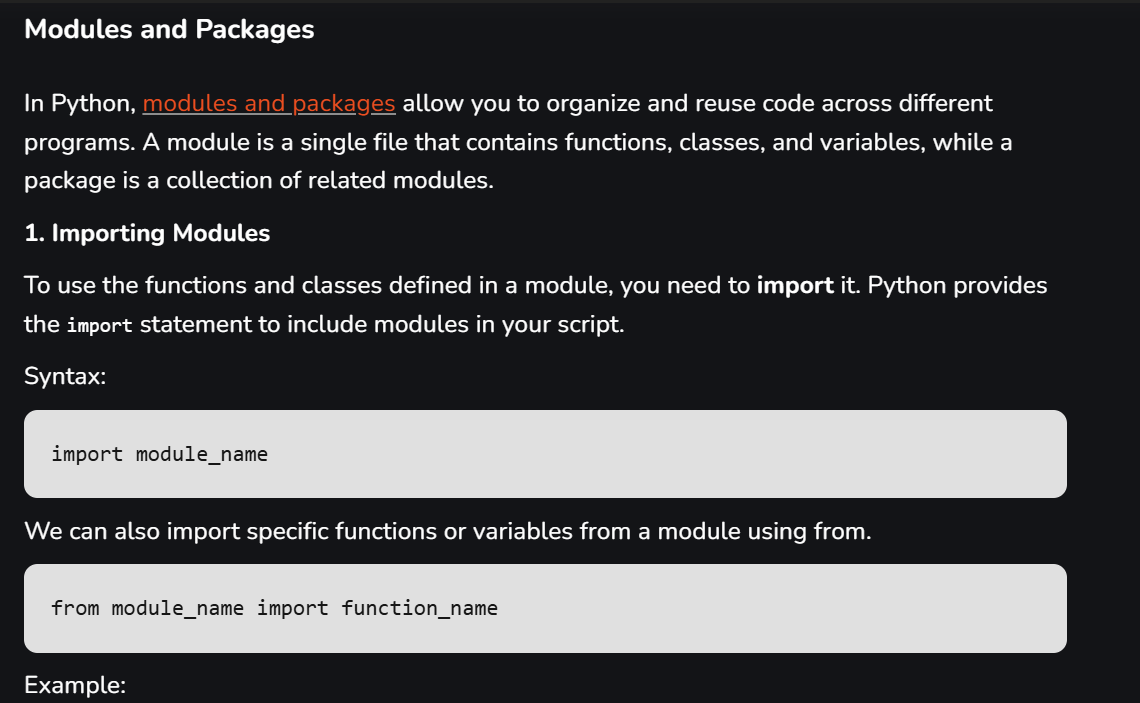 Modules and Packages
In Python, modules and packages allow you to organize and reuse code across different
programs. A module is a single file that contains functions, classes, and variables, while a
package is a collection of related modules.
1. Importing Modules
To use the functions and classes defined in a module, you need to import it. Python provides
the import statement to include modules in your script.
Syntax:
import module_name
We can also import specific functions or variables from a module using from.
from module_name import function_name
Example: